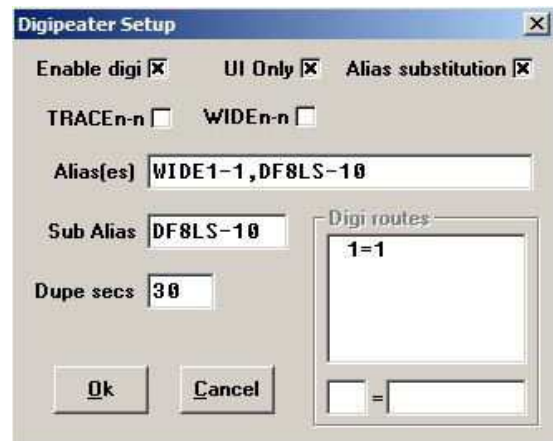 Digipeater Setup
Enable digi UI Only Alias substitution
TRACEn-n WIDEn-n
Alias(es) WIDE1-1,DF8LS-10
Sub Alias DF8LS-10
Digi routes
1=1
Dupe secs 30
Ok Cancel
=